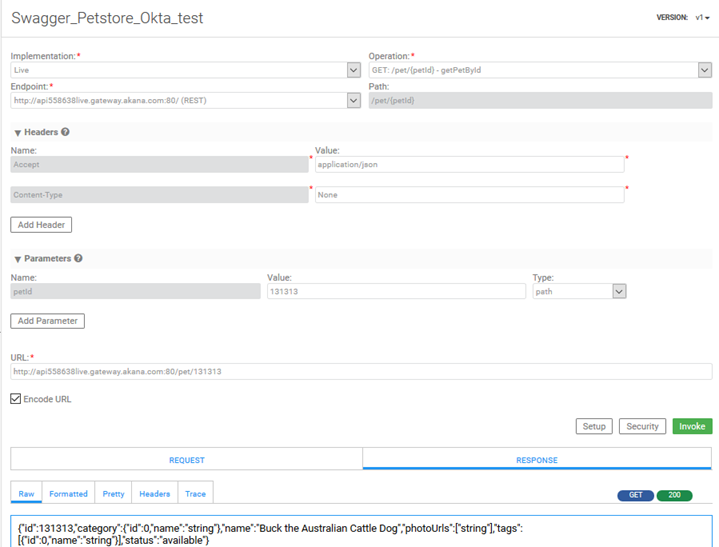 Swagger_Petstore_Okta_test
VERSION: v1
Implementation:* Operation:*
Live GET: /pet/{petId} - getPetById
Endpoint:* Path:
http://api558638live.gateway.akana.com:80/ (REST) /pet/{petId}
Headers
Name: Value:
Accept * application/json *
Content-Type * None *
Add Header
Parameters
Name: Value: Type:
petId 131313 path
Add Parameter
URL:*
http://api558638live.gateway.akana.com:80/pet/131313
Encode URL
Setup Security Invoke
REQUEST RESPONSE
Raw Formatted Pretty Headers Trace GET 200
{"id":131313,"category":{"id":0,"name":"string"},"name":"Buck the Australian Cattle Dog","photoUrls":["string"],"tags":
[{"id":0,"name":"string"}],"status":"available"}